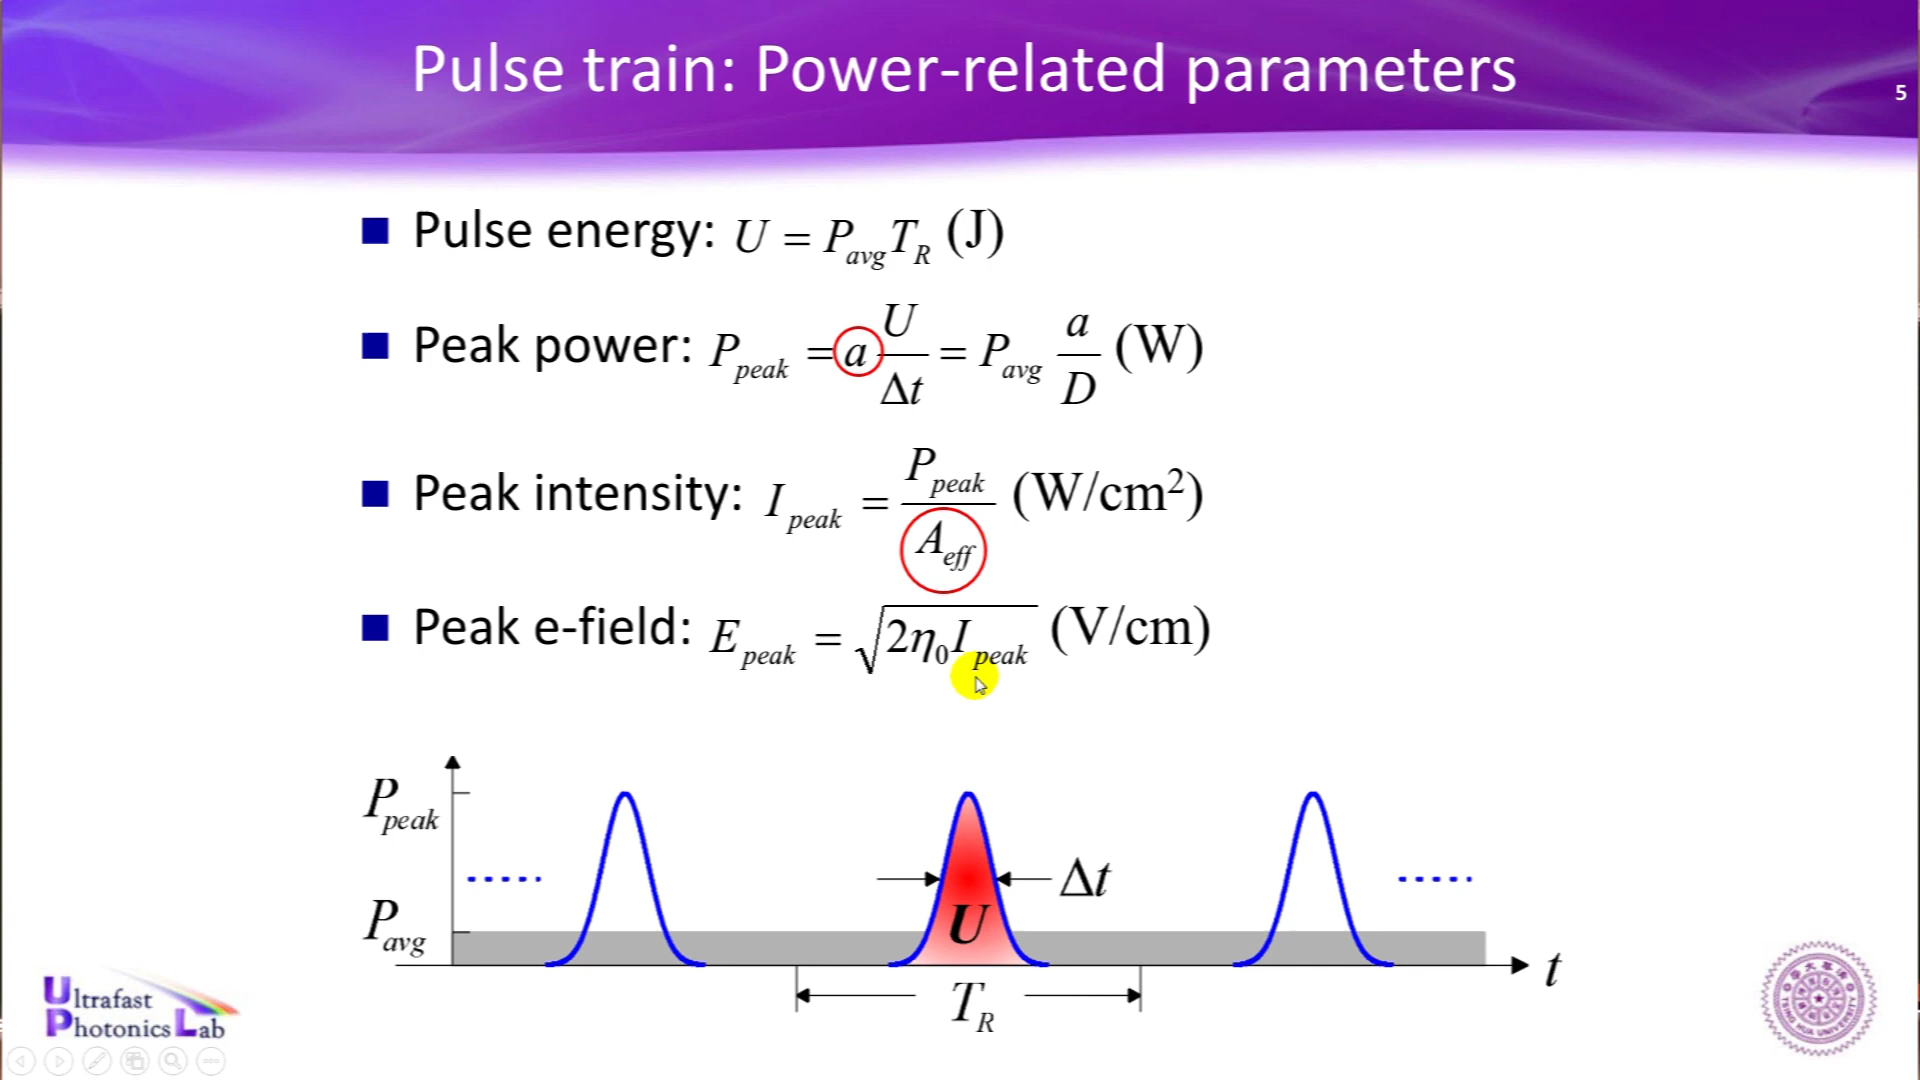 Pulse train: Power-related parameters
5
Pulse energy: U = P_avg T_R (J)
Peak power: P_peak = a U/Δt = P_avg a/D (W)
Peak intensity: I_peak = P_peak/A_eff (W/cm²)
Peak e-field: E_peak = √(2η₀I_peak) (V/cm)
P_peak
Δt
P_avg
U
t
T_R
Ultrafast
Photonics Lab